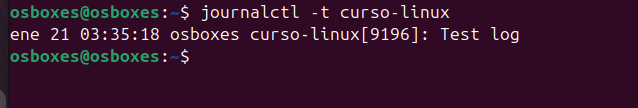 osboxes@osboxes:~$ journalctl -t curso-linux
ene 21 03:35:18 osboxes curso-linux[9196]: Test log
osboxes@osboxes:~$